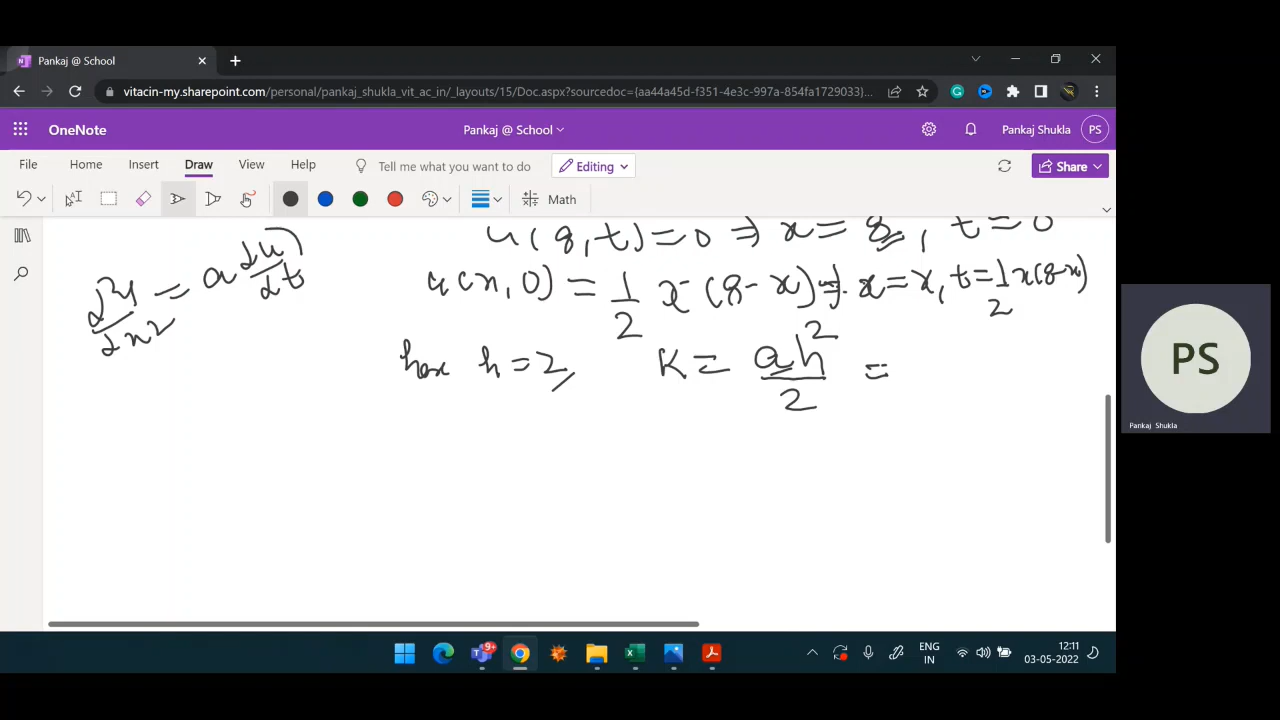 Pankaj @ School
vitacin-my.sharepoint.com/personal/pankaj_shukla_vit_ac_in/_layouts/15/Doc.aspx?sourcedoc={aa44a45d-f351-4e3c-997a-854fa1729033}...
OneNote
Pankaj @ School
Pankaj Shukla
PS
File Home Insert Draw View Help
Tell me what you want to do
Editing
Share
Math
u(8,t)=0 ⇒ x=8, t=0
∂²u/∂x² = a ∂u/∂t
u(x,0) = 1/2 x(8-x) ⇒ x=x, t=1/2 x(8-x)
here h=2, K = ah²/2 =
PS
Pankaj Shukla
9+
ENG
IN
12:11
03-05-2022